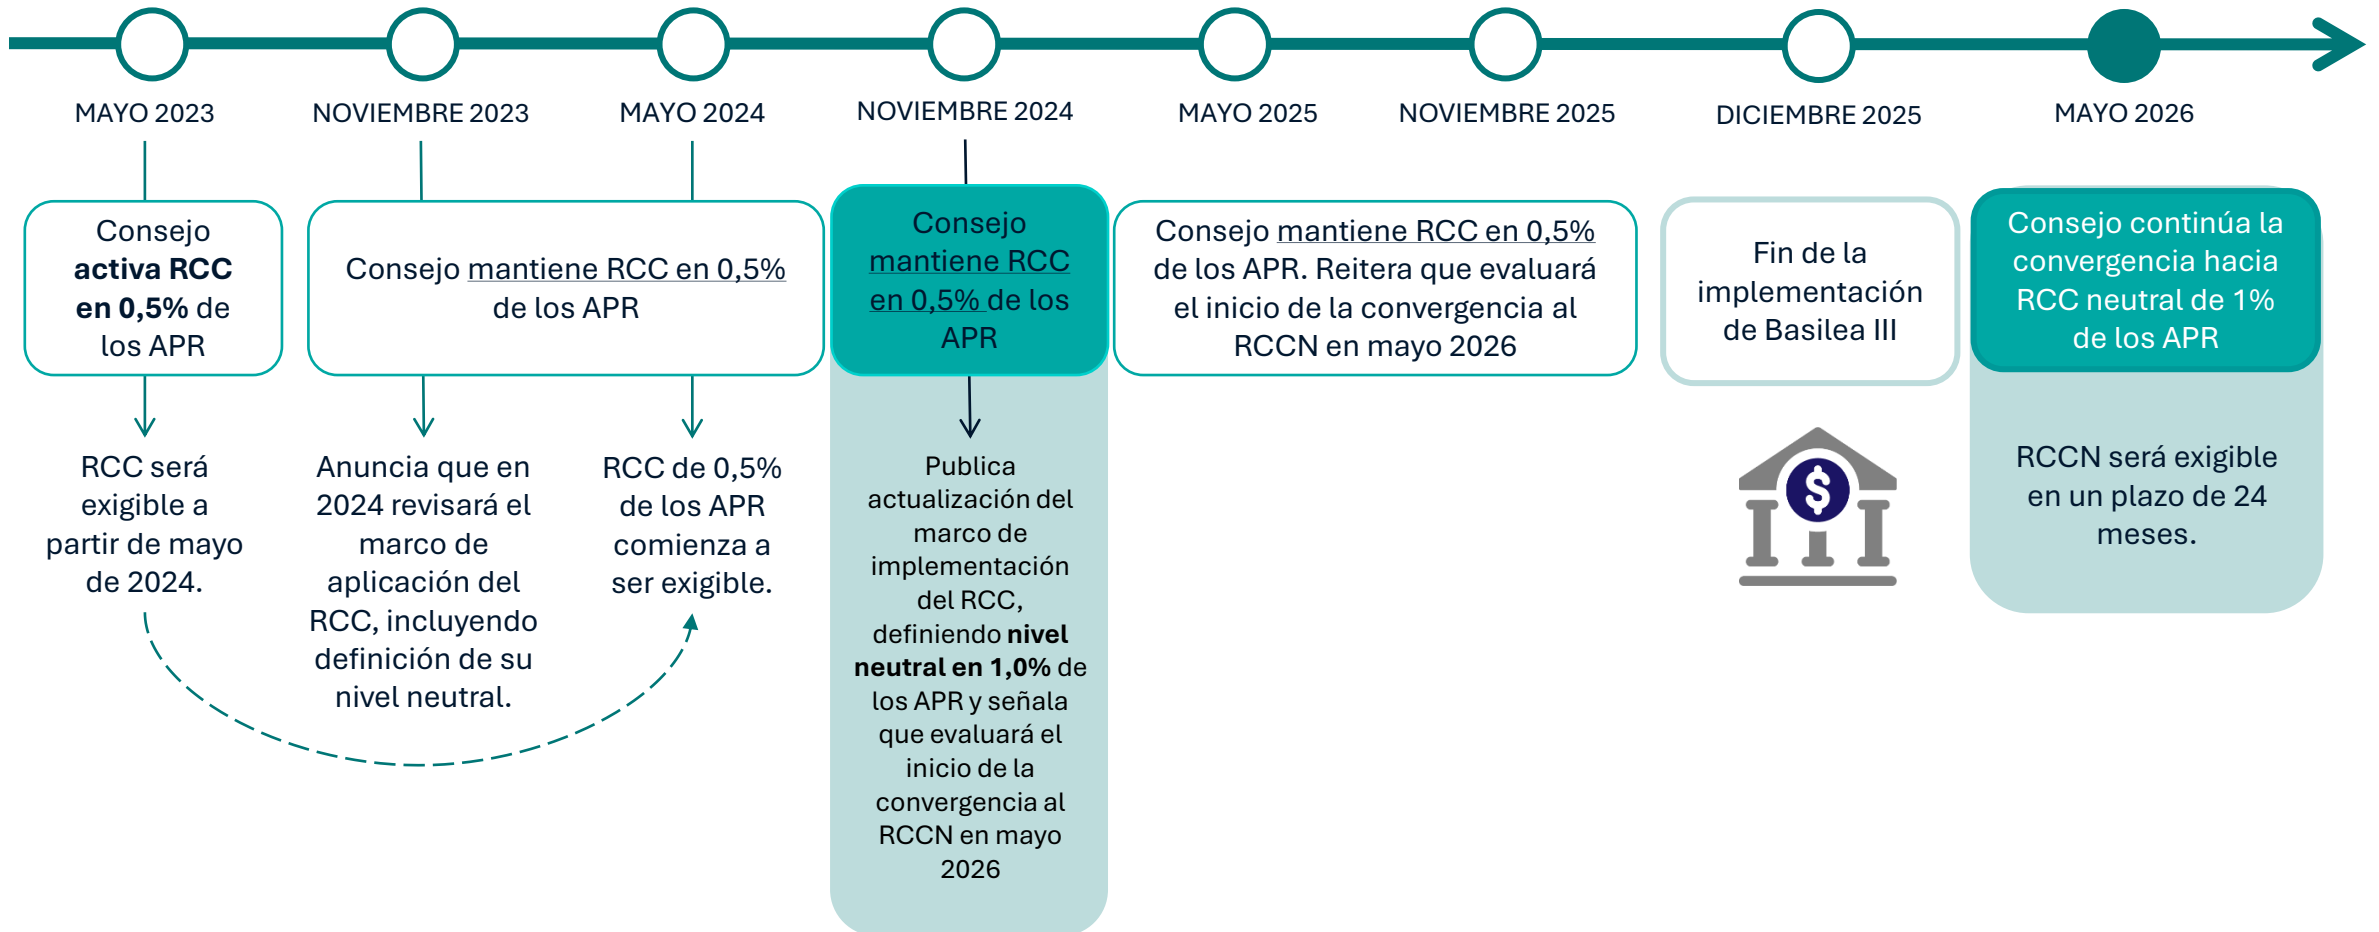 MAYO 2023
NOVIEMBRE 2023
MAYO 2024
NOVIEMBRE 2024
MAYO 2025
NOVIEMBRE 2025
DICIEMBRE 2025
MAYO 2026
Consejo
activa RCC
en 0,5% de
los APR
Consejo mantiene RCC en 0,5%
de los APR
Consejo
mantiene RCC
en 0,5% de los
APR
Consejo mantiene RCC en 0,5%
de los APR. Reitera que evaluará
el inicio de la convergencia al
RCCN en mayo 2026
Fin de la
implementación
de Basilea III
Consejo continúa la
convergencia hacia
RCC neutral de 1%
de los APR
RCC será
exigible a
partir de mayo
de 2024.
Anuncia que en
2024 revisará el
marco de
aplicación del
RCC, incluyendo
definición de su
nivel neutral.
RCC de 0,5%
de los APR
comienza a
ser exigible.
Publica
actualización del
marco de
implementación
del RCC,
definiendo nivel
neutral en 1,0% de
los APR y señala
que evaluará el
inicio de la
convergencia al
RCCN en mayo
2026
$
RCCN será exigible
en un plazo de 24
meses.